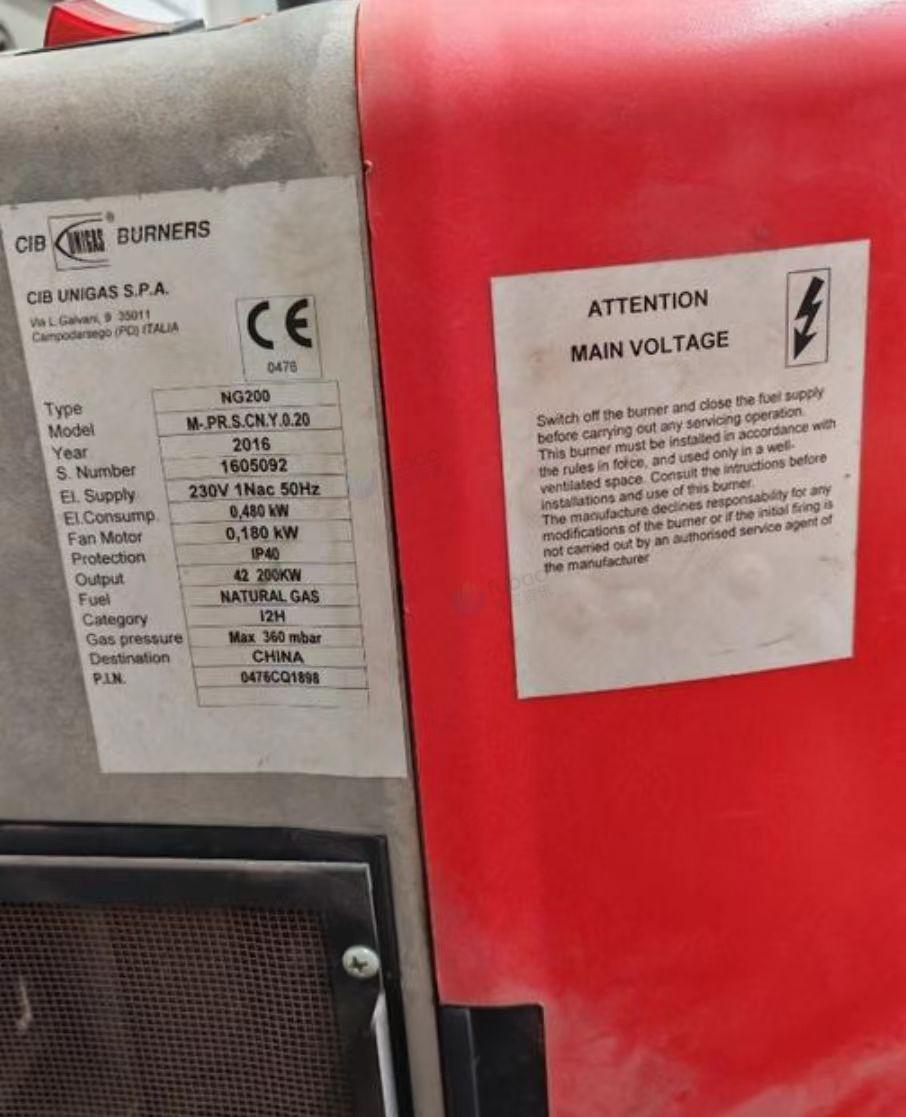 CIB UNIGAS® BURNERS
CIB UNIGAS S.P.A.
Via L.Galvani, 9 35011
Campodarsego (PD) ITALIA
CE
0476
Type NG200
Model M-.PR.S.CN.Y.0.20
Year 2016
S. Number 1605092
El. Supply 230V 1Nac 50Hz
El.Consump. 0,480 kW
Fan Motor 0,180 kW
Protection IP40
Output 42 200KW
Fuel NATURAL GAS
Category I2H
Gas pressure Max 360 mbar
Destination CHINA
P.I.N. 0476CQ1898
ATTENTION
MAIN VOLTAGE
Switch off the burner and close the fuel supply
before carrying out any servicing operation.
This burner must be installed in accordance with
the rules in force, and used only in a well-
ventilated space. Consult the intructions before
installations and use of this burner.
The manufacture declines responsability for any
modifications of the burner or if the initial firing is
not carried out by an authorised service agent of
the manufacturer